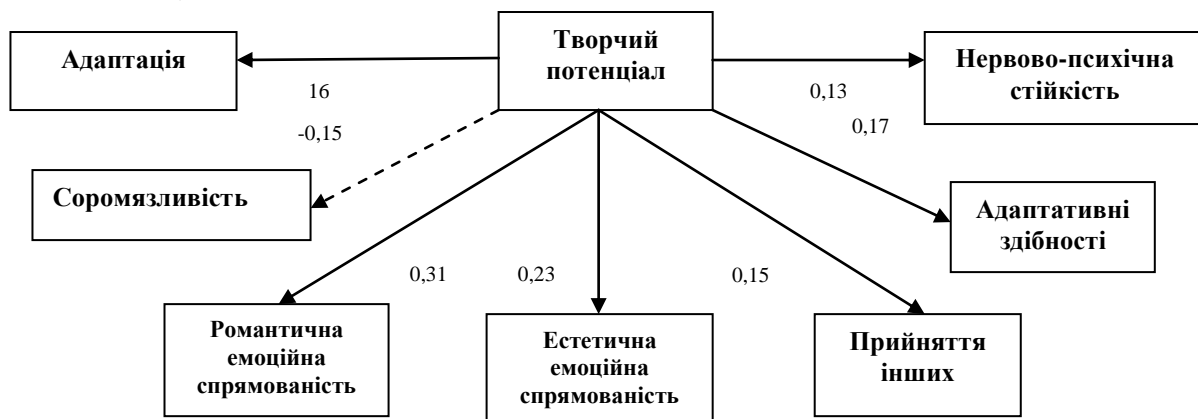 Творчий
потенціал
Адаптація
Нервово-психічна
стійкість
16
0,13
-0,15
0,17
Соромязливість
Адаптативні
здібності
0,31
0,23
0,15
Романтична
емоційна
спрямованість
Естетична
емоційна
спрямованість
Прийняття
інших